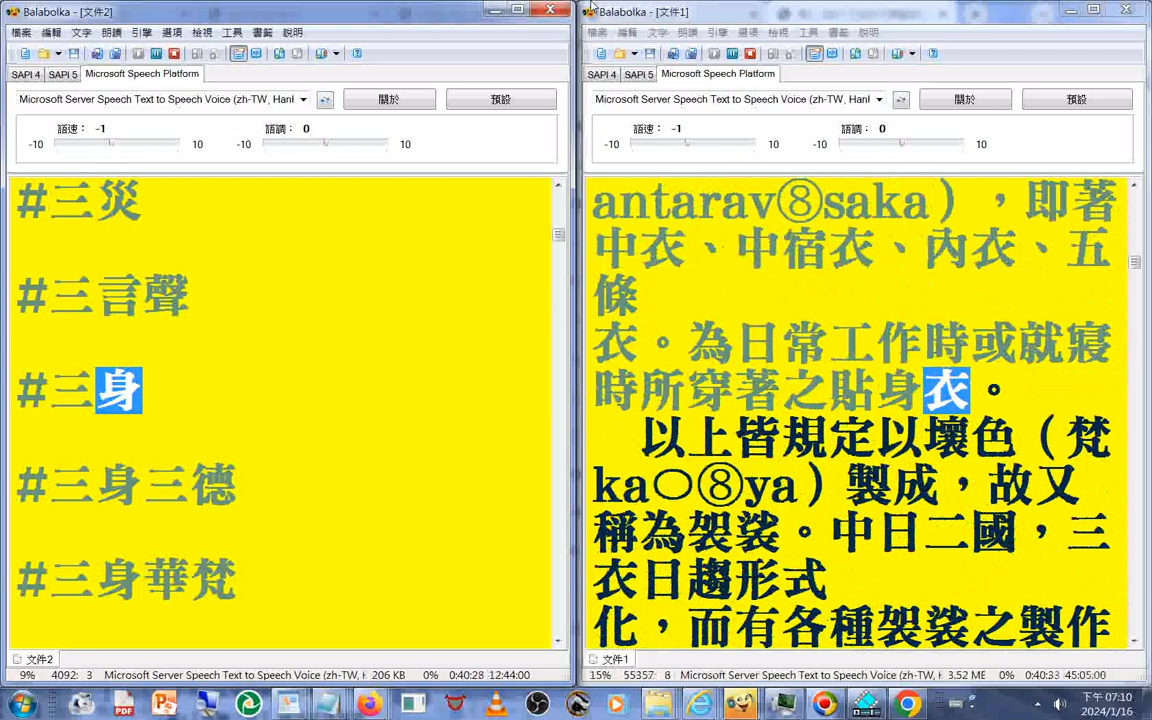 Balabolka - [文件2]
檔案 編輯 文字 朗讀 引擎 選項 檢視 工具 書籤 說明
SAPI 4 SAPI 5 Microsoft Speech Platform
Microsoft Server Speech Text to Speech Voice (zh-TW, Han 關於 預設
語速： -1 語調： 0
-10 10 -10 10
#三災
#三言聲
#三身
#三身三德
#三身華梵
文件2
9% 4092: 3 Microsoft Server Speech Text to Speech Voice (zh-TW, H 206 KB 0% 0:40:28 12:44:00
Balabolka - [文件1]
檔案 編輯 文字 朗讀 引擎 選項 檢視 工具 書籤 說明
SAPI 4 SAPI 5 Microsoft Speech Platform
Microsoft Server Speech Text to Speech Voice (zh-TW, Han 關於 預設
語速： -1 語調： 0
-10 10 -10 10
antarav⑧saka），即著
中衣、中宿衣、內衣、五
條
衣。為日常工作時或就寢
時所穿著之貼身衣。
以上皆規定以壞色（梵
ka○⑧ya）製成，故又
稱為袈裟。中日二國，三
衣日趨形式
化，而有各種袈裟之製作
文件1
15% 55357: 8 Microsoft Server Speech Text to Speech Voice (zh-TW, H 3.52 MB 0% 0:40:33 45:05:00
下午 07:10
2024/1/16